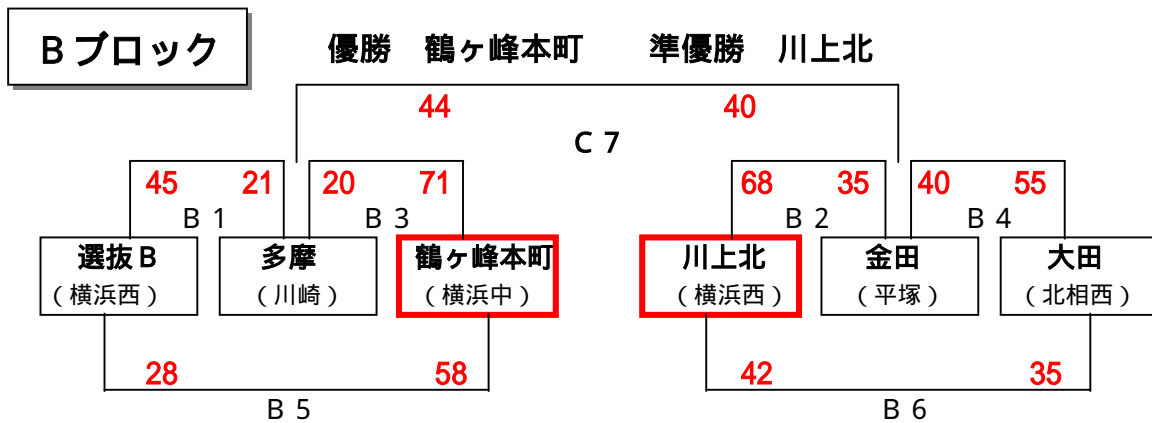 Bブロック 優勝 鶴ヶ峰本町 準優勝 川上北
44 40
C7
45 21 20 71 68 35 40 55
B1 B3 B2 B4
選抜B 多摩 鶴ヶ峰本町 川上北 金田 大田
（横浜西） （川崎） （横浜中） （横浜西） （平塚） （北相西）
28 58 42 35
B5 B6